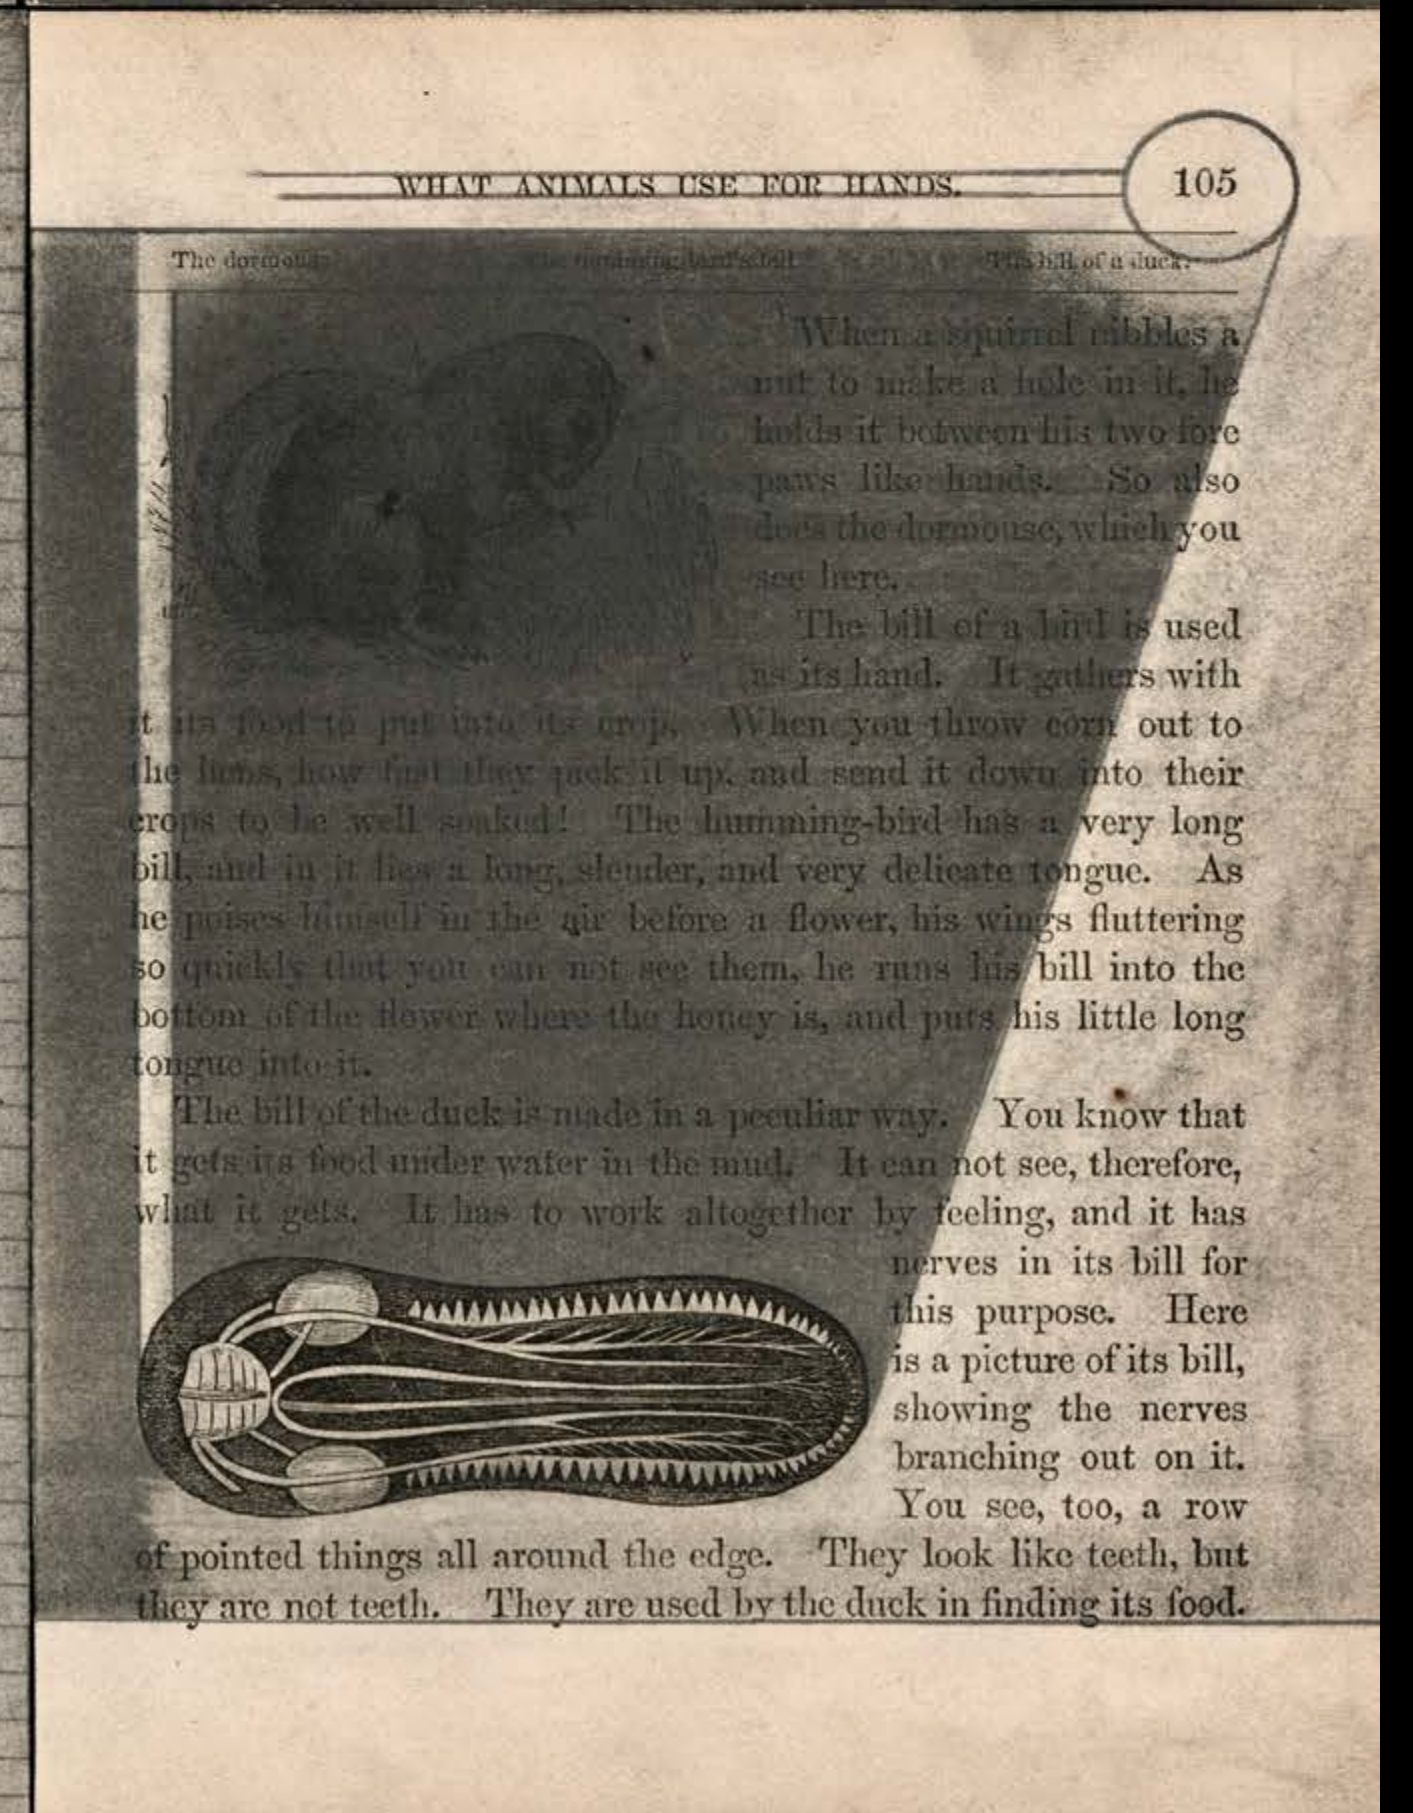 WHAT ANIMALS USE FOR HANDS. 105
The dormouse. The humming-bird's bill. The bill of a duck.
When a squirrel nibbles a
nut to make a hole in it, he
holds it between his two fore
paws like hands. So also
does the dormouse, which you
see here.
The bill of a bird is used
as its hand. It gathers with
it its food to put into its crop. When you throw corn out to
the hens, how fast they pick it up, and send it down into their
crops to be well soaked! The humming-bird has a very long
bill, and in it lies a long, slender, and very delicate tongue. As
he poises himself in the air before a flower, his wings fluttering
so quickly that you can not see them, he runs his bill into the
bottom of the flower where the honey is, and puts his little long
tongue into it.
The bill of the duck is made in a peculiar way. You know that
it gets its food under water in the mud. It can not see, therefore,
what it gets. It has to work altogether by feeling, and it has
nerves in its bill for
this purpose. Here
is a picture of its bill,
showing the nerves
branching out on it.
You see, too, a row
of pointed things all around the edge. They look like teeth, but
they are not teeth. They are used by the duck in finding its food.